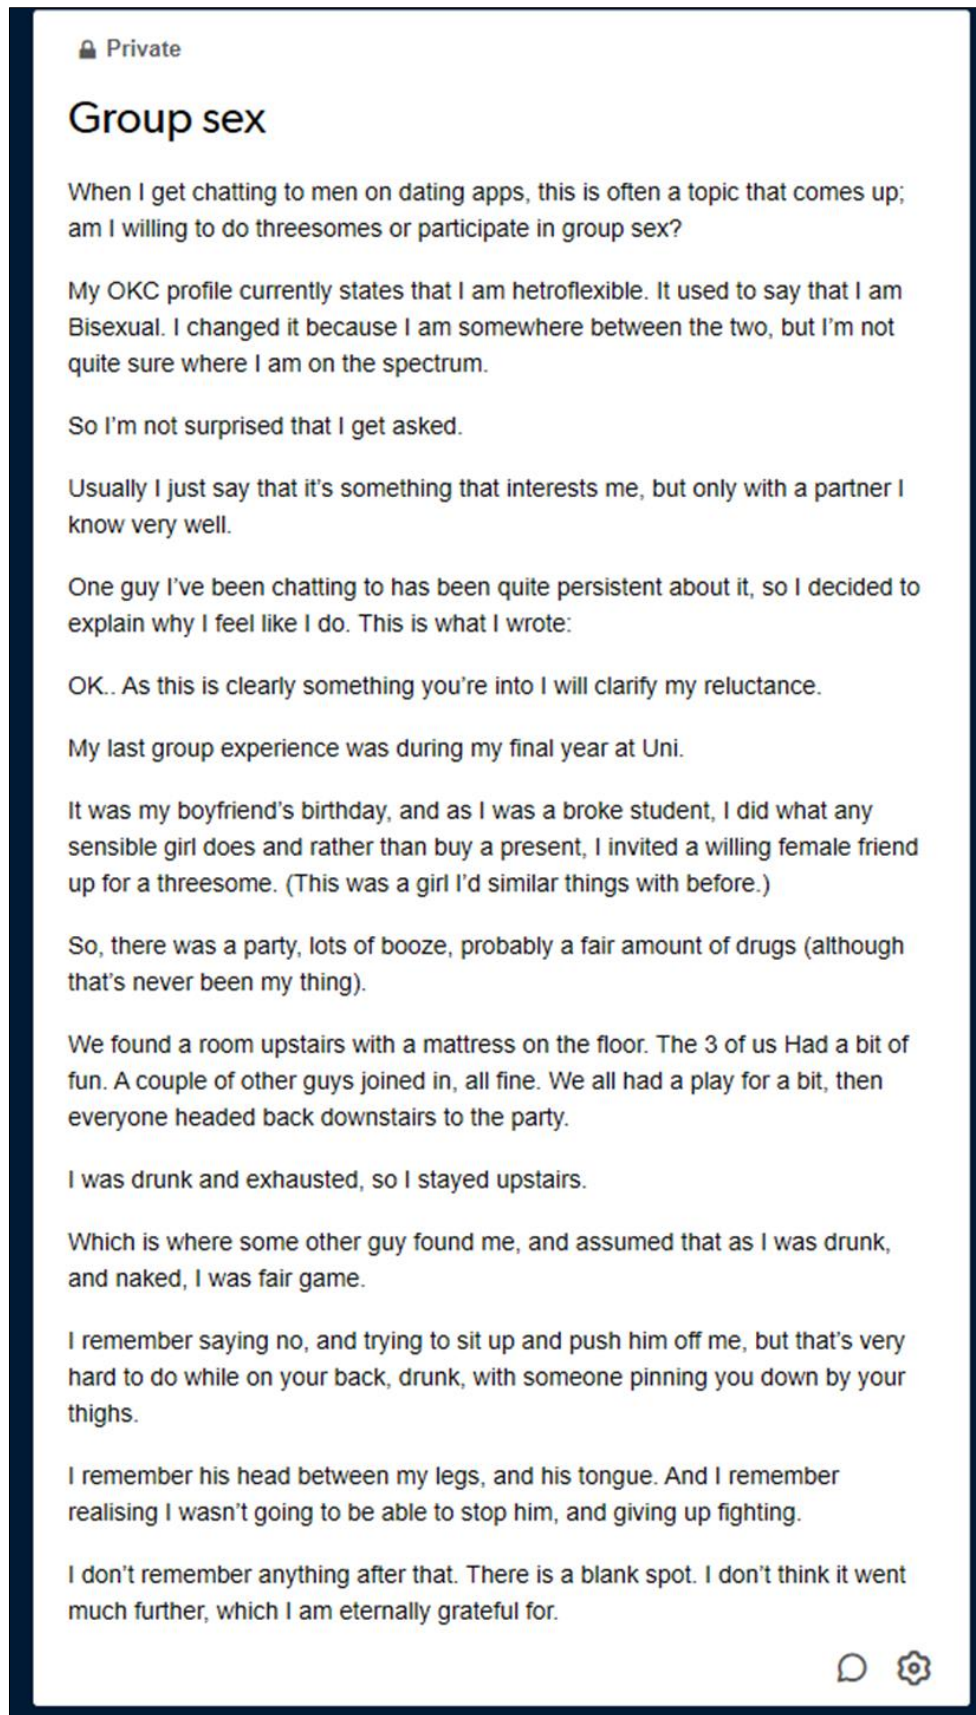 Private
Group sex
When I get chatting to men on dating apps, this is often a topic that comes up;
am I willing to do threesomes or participate in group sex?
My OKC profile currently states that I am hetroflexible. It used to say that I am
Bisexual. I changed it because I am somewhere between the two, but I'm not
quite sure where I am on the spectrum.
So I'm not surprised that I get asked.
Usually I just say that it's something that interests me, but only with a partner I
know very well.
One guy I've been chatting to has been quite persistent about it, so I decided to
explain why I feel like I do. This is what I wrote:
OK.. As this is clearly something you're into I will clarify my reluctance.
My last group experience was during my final year at Uni.
It was my boyfriend's birthday, and as I was a broke student, I did what any
sensible girl does and rather than buy a present, I invited a willing female friend
up for a threesome. (This was a girl I'd similar things with before.)
So, there was a party, lots of booze, probably a fair amount of drugs (although
that's never been my thing).
We found a room upstairs with a mattress on the floor. The 3 of us Had a bit of
fun. A couple of other guys joined in, all fine. We all had a play for a bit, then
everyone headed back downstairs to the party.
I was drunk and exhausted, so I stayed upstairs.
Which is where some other guy found me, and assumed that as I was drunk,
and naked, I was fair game.
I remember saying no, and trying to sit up and push him off me, but that's very
hard to do while on your back, drunk, with someone pinning you down by your
thighs.
I remember his head between my legs, and his tongue. And I remember
realising I wasn't going to be able to stop him, and giving up fighting.
I don't remember anything after that. There is a blank spot. I don't think it went
much further, which I am eternally grateful for.